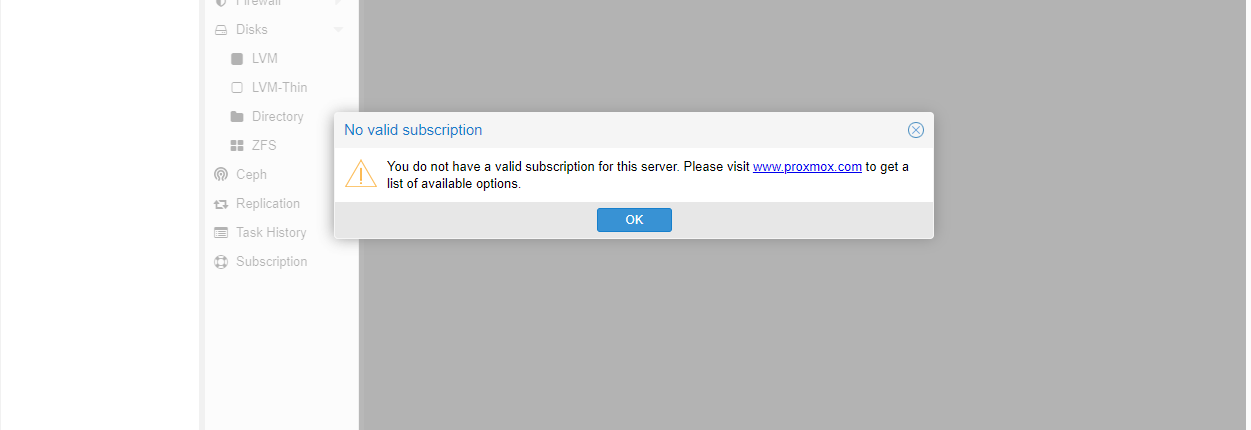 Firewall
Disks
LVM
LVM-Thin
Directory
ZFS
Ceph
Replication
Task History
Subscription
No valid subscription
You do not have a valid subscription for this server. Please visit www.proxmox.com to get a
list of available options.
OK